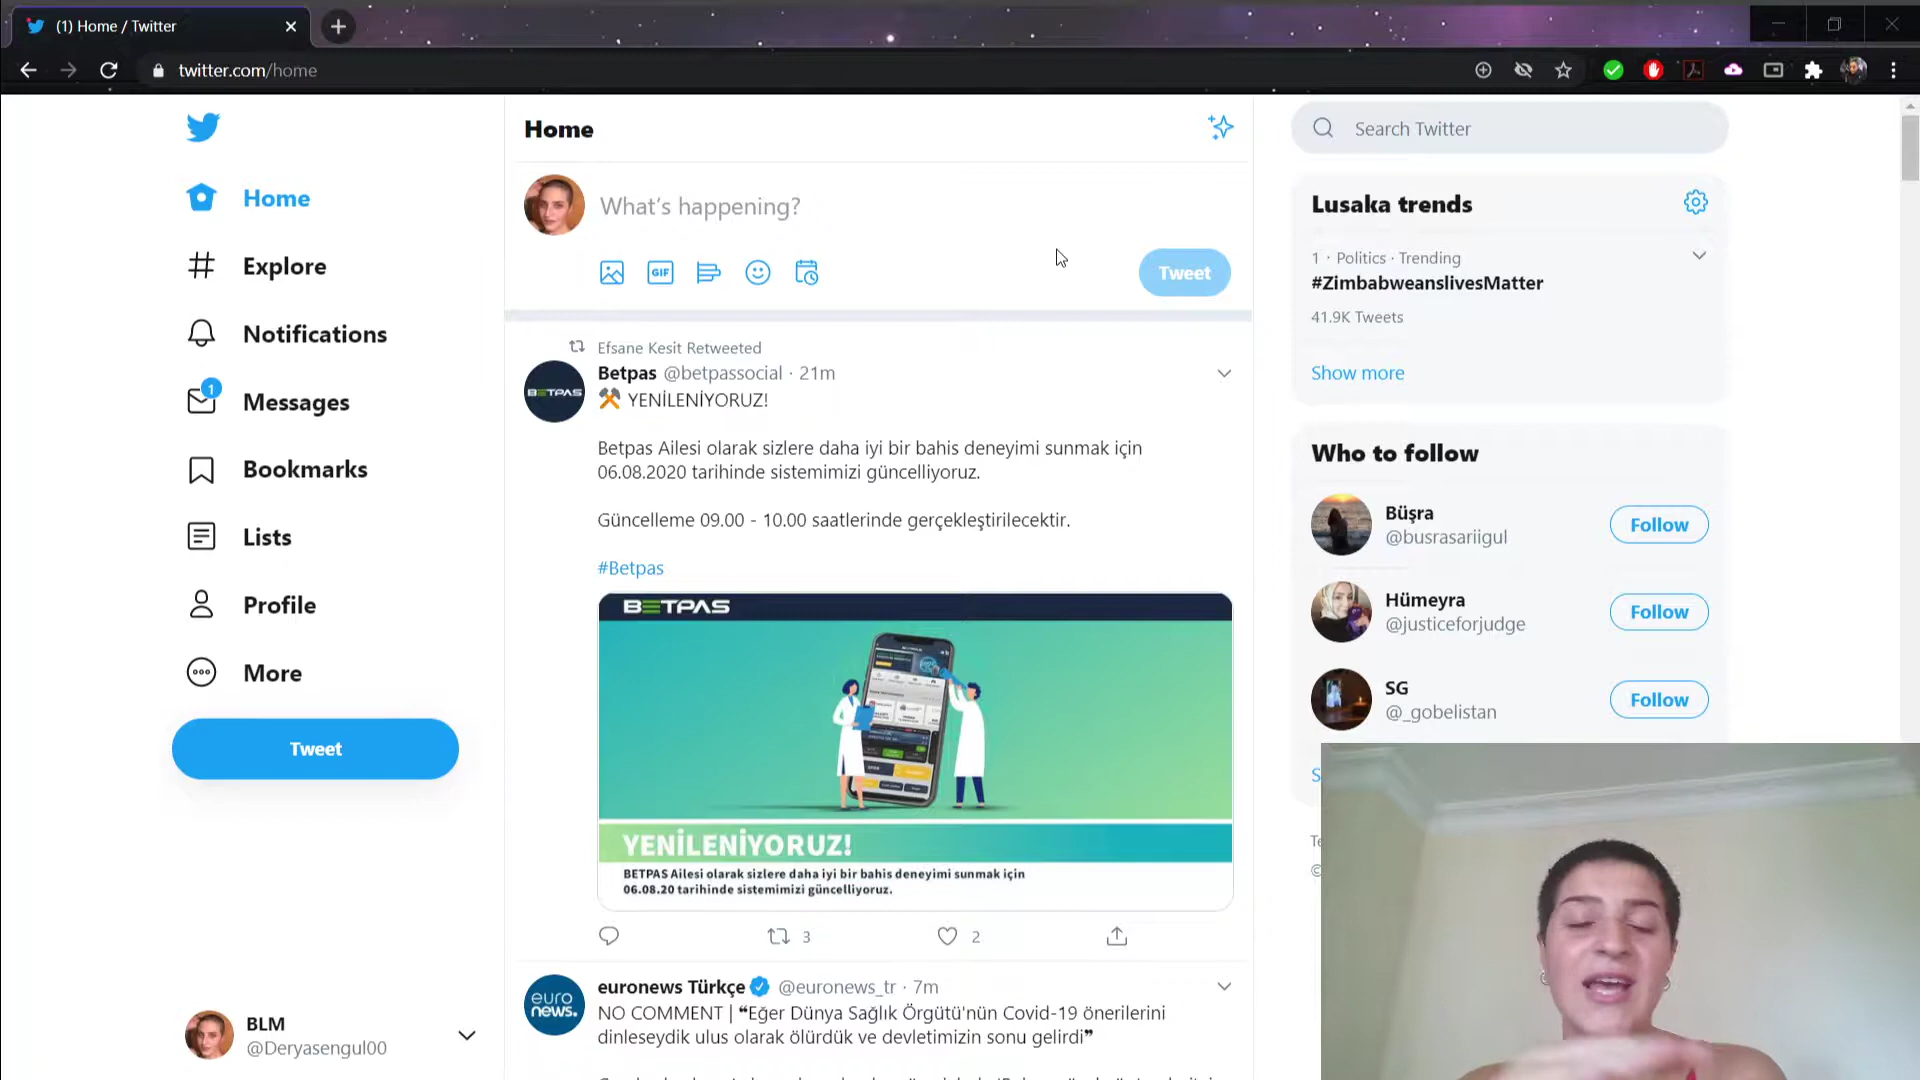 (1) Home / Twitter
twitter.com/home
Home
Explore
Notifications
1
Messages
Bookmarks
Lists
Profile
More
Tweet
BLM
@Deryasengul00
Home
What's happening?
GIF
Tweet
Efsane Kesit Retweeted
Betpas @betpassocial · 21m
YENİLENİYORUZ!
Betpas Ailesi olarak sizlere daha iyi bir bahis deneyimi sunmak için
06.08.2020 tarihinde sistemimizi güncelliyoruz.
Güncelleme 09.00 - 10.00 saatlerinde gerçekleştirilecektir.
#Betpas
BETPAS
BETPAS
YENİLENİYORUZ!
BETPAS Ailesi olarak sizlere daha iyi bir bahis deneyimi sunmak için
06.08.20 tarihinde sistemimizi güncelliyoruz.
3
2
euro
news.
euronews Türkçe @euronews_tr · 7m
NO COMMENT | ❝Eğer Dünya Sağlık Örgütü'nün Covid-19 önerilerini
dinleseydik ulus olarak ölürdük ve devletimizin sonu gelirdi❞
Search Twitter
Lusaka trends
1 · Politics · Trending
#ZimbabweanslivesMatter
41.9K Tweets
Show more
Who to follow
Büşra
@busrasariigul
Follow
Hümeyra
@justiceforjudge
Follow
SG
@_gobelistan
Follow